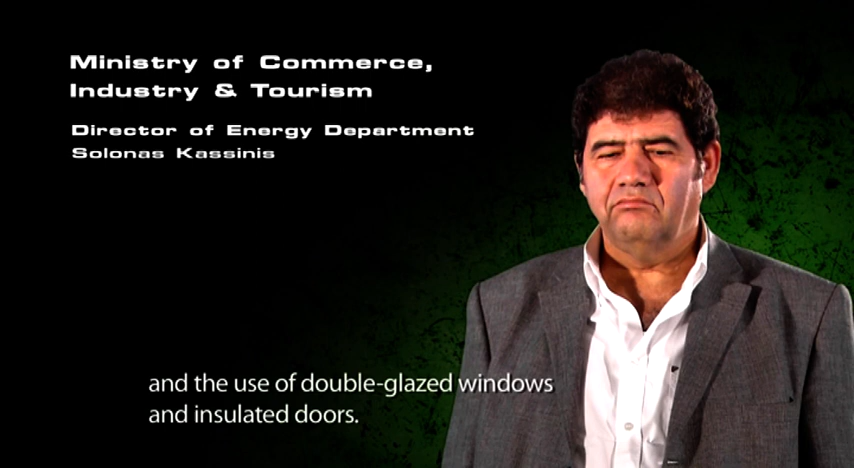 Ministry of Commerce,
Industry & Tourism
Director of Energy Department
Solonas Kassinis
and the use of double-glazed windows
and insulated doors.